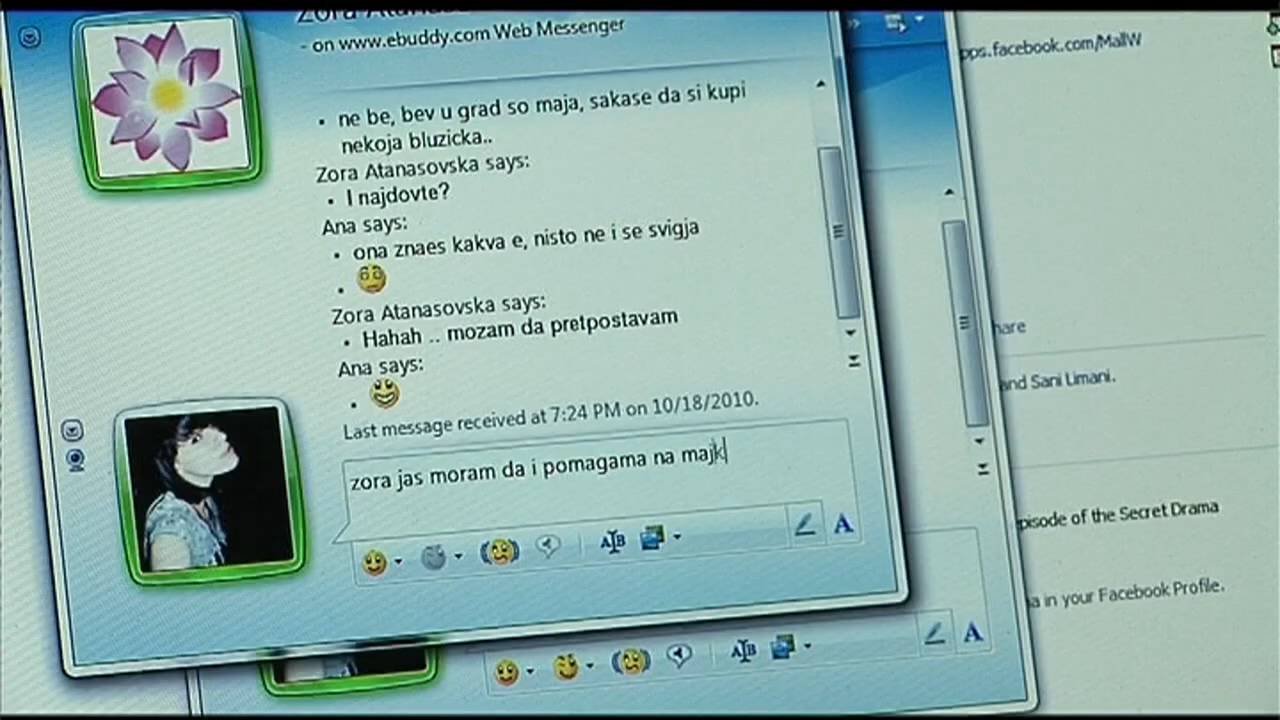 Zora
- on www.ebuddy.com Web Messenger
• ne be, bev u grad so maja, sakase da si kupi
nekoja bluzicka..
Zora Atanasovska says:
• I najdovte?
Ana says:
• ona znaes kakva e, nisto ne i se svigja
•
Zora Atanasovska says:
• Hahah .. mozam da pretpostavam
Ana says:
•
Last message received at 7:24 PM on 10/18/2010.
zora jas moram da i pomagama na majk
A
A
pps.facebook.com/MallW
hare
and Sani Limani.
pisode of the Secret Drama
a in your Facebook Profile.